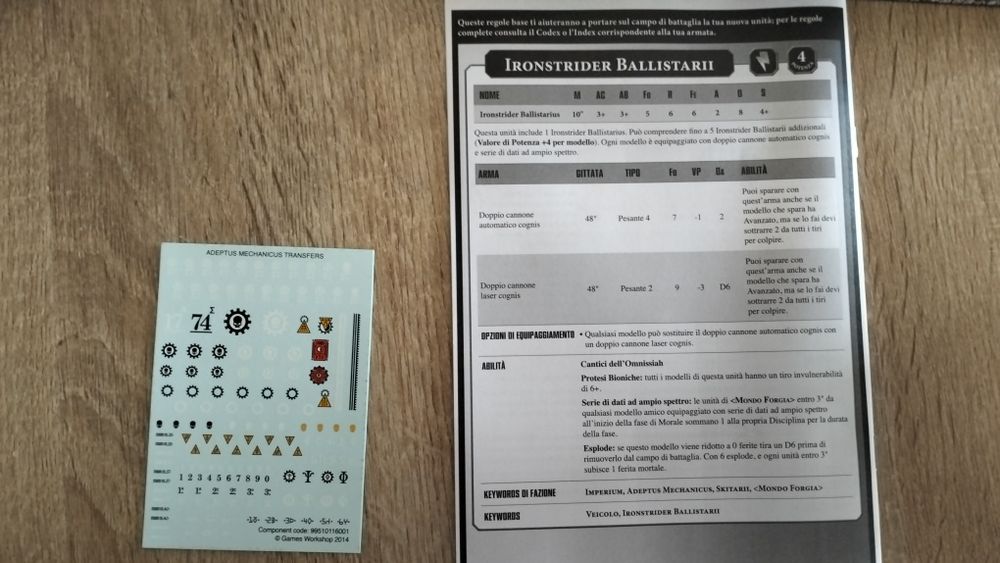 Queste regole base ti aiuteranno a portare sul campo di battaglia la tua nuova unità; per le regole
complete consulta il Codex o l'Index corrispondente alla tua armata.
IRONSTRIDER BALLISTARII
4
POTENZA
NOME M AC AB Fo R Fe A D S
Ironstrider Ballistarius 10" 3+ 3+ 5 6 6 2 8 4+
Questa unità include 1 Ironstrider Ballistarius. Può comprendere fino a 5 Ironstrider Ballistarii addizionali
(Valore di Potenza +4 per modello). Ogni modello è equipaggiato con doppio cannone automatico cognis
e serie di dati ad ampio spettro.
ARMA GITTATA TIPO Fo VP Da ABILITÀ
Doppio cannone
automatico cognis
48" Pesante 4 7 -1 2
Puoi sparare con
quest'arma anche se il
modello che spara ha
Avanzato, ma se lo fai devi
sottrarre 2 da tutti i tiri
per colpire.
Doppio cannone
laser cognis
48" Pesante 2 9 -3 D6
Puoi sparare con
quest'arma anche se il
modello che spara ha
Avanzato, ma se lo fai devi
sottrarre 2 da tutti i tiri
per colpire.
OPZIONI DI EQUIPAGGIAMENTO • Qualsiasi modello può sostituire il doppio cannone automatico cognis con
un doppio cannone laser cognis.
ABILITÀ
Cantici dell'Omnissiah
Protesi Bioniche: tutti i modelli di questa unità hanno un tiro invulnerabilità
di 6+.
Serie di dati ad ampio spettro: le unità di <MONDO FORGIA> entro 3" da
qualsiasi modello amico equipaggiato con serie di dati ad ampio spettro
all'inizio della fase di Morale sommano 1 alla propria Disciplina per la durata
della fase.
Esplode: se questo modello viene ridotto a 0 ferite tira un D6 prima di
rimuoverlo dal campo di battaglia. Con 6 esplode, e ogni unità entro 3"
subisce 1 ferita mortale.
KEYWORDS DI FAZIONE IMPERIUM, ADEPTUS MECHANICUS, SKITARII, <MONDO FORGIA>
KEYWORDS VEICOLO, IRONSTRIDER BALLISTARII
ADEPTUS MECHANICUS TRANSFERS
74 Σ
1 2 3 4 5 6 7 8 9 0
Component code: 99510116001
© Games Workshop 2014